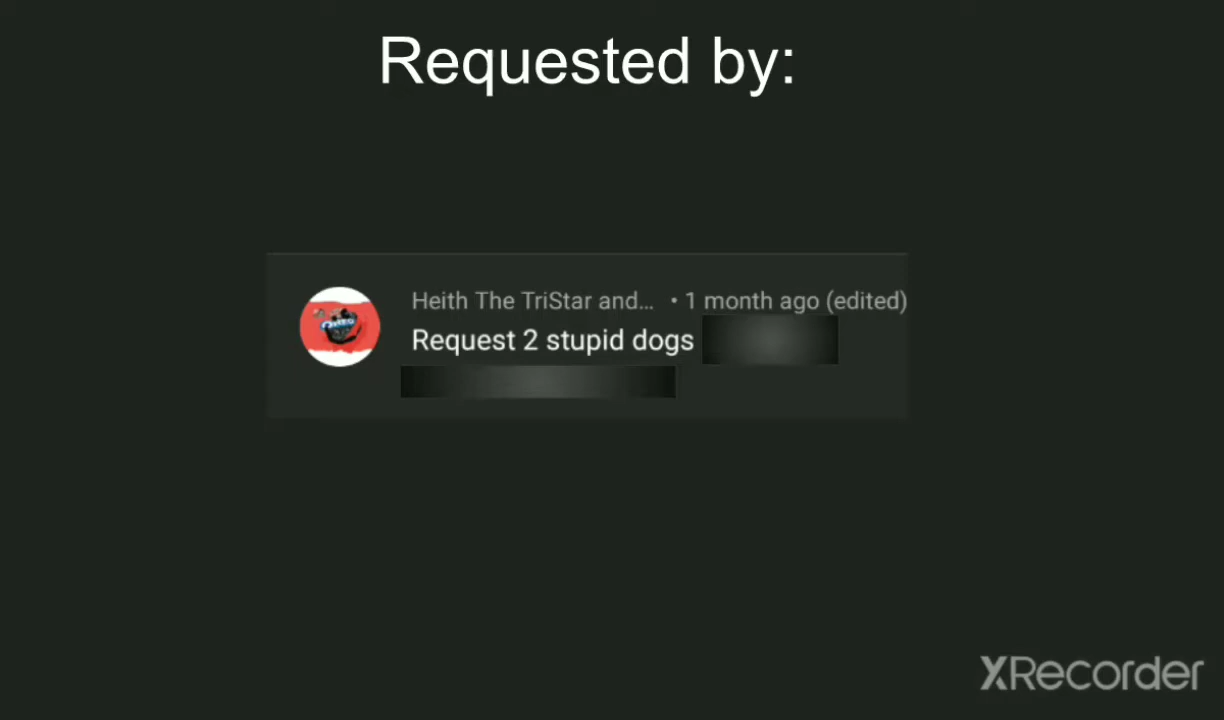 Requested by:
Heith The TriStar and... • 1 month ago (edited)
Request 2 stupid dogs
XRecorder